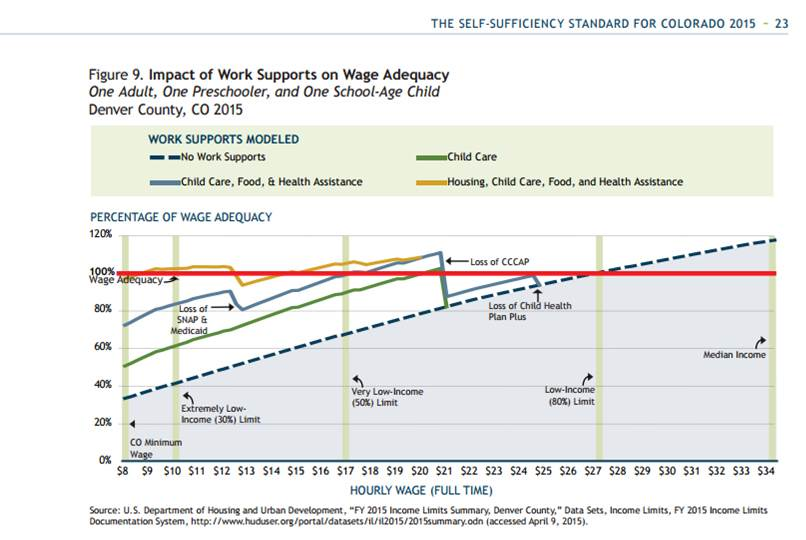 THE SELF-SUFFICIENCY STANDARD FOR COLORADO 2015 – 23
Figure 9. Impact of Work Supports on Wage Adequacy
One Adult, One Preschooler, and One School-Age Child
Denver County, CO 2015
WORK SUPPORTS MODELED
No Work Supports
Child Care
Child Care, Food, & Health Assistance
Housing, Child Care, Food, and Health Assistance
PERCENTAGE OF WAGE ADEQUACY
120%
100%
80%
60%
40%
20%
0%
Wage Adequacy
Loss of
SNAP &
Medicaid
Loss of CCCAP
Loss of Child Health
Plan Plus
Median Income
Extremely Low-
Income (30%) Limit
Very Low-Income
(50%) Limit
Low-Income
(80%) Limit
CO Minimum
Wage
$8 $9 $10 $11 $12 $13 $14 $15 $16 $17 $18 $19 $20 $21 $22 $23 $24 $25 $26 $27 $28 $29 $30 $31 $32 $33 $34
HOURLY WAGE (FULL TIME)
Source: U.S. Department of Housing and Urban Development, “FY 2015 Income Limits Summary, Denver County,” Data Sets, Income Limits, FY 2015 Income Limits
Documentation System, http://www.huduser.org/portal/datasets/il/il2015/2015summary.odn (accessed April 9, 2015).